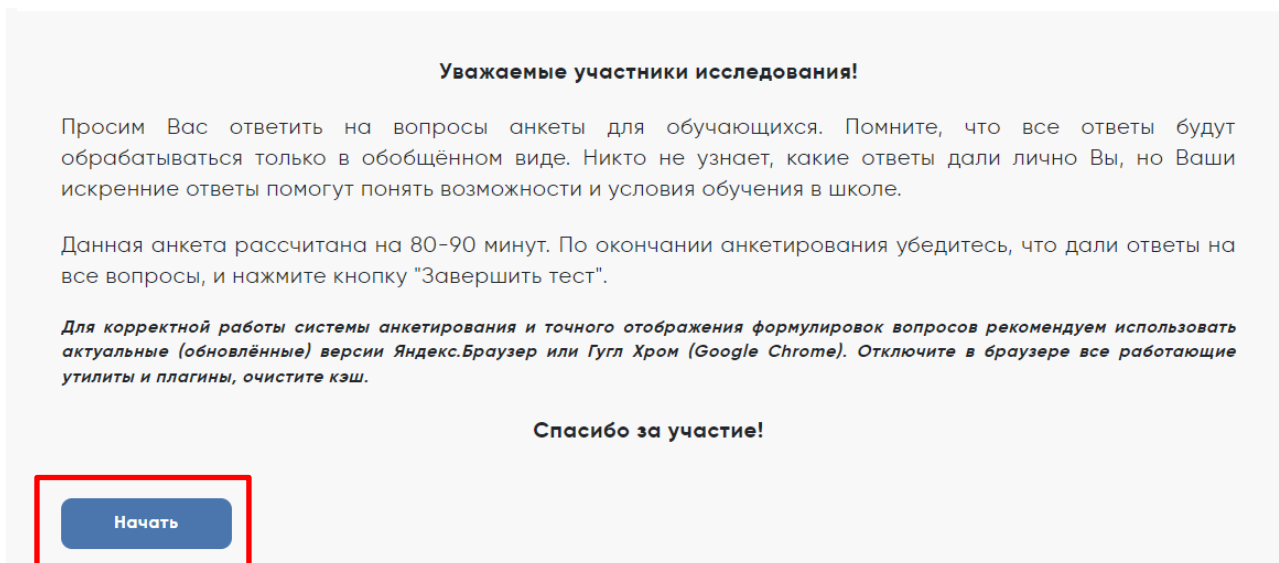 Уважаемые участники исследования!
Просим Вас ответить на вопросы анкеты для обучающихся. Помните, что все ответы будут
обрабатываться только в обобщённом виде. Никто не узнает, какие ответы дали лично Вы, но Ваши
искренние ответы помогут понять возможности и условия обучения в школе.
Данная анкета рассчитана на 80-90 минут. По окончании анкетирования убедитесь, что дали ответы на
все вопросы, и нажмите кнопку "Завершить тест".
Для корректной работы системы анкетирования и точного отображения формулировок вопросов рекомендуем использовать
актуальные (обновлённые) версии Яндекс.Браузер или Гугл Хром (Google Chrome). Отключите в браузере все работающие
утилиты и плагины, очистите кэш.
Спасибо за участие!
Начать